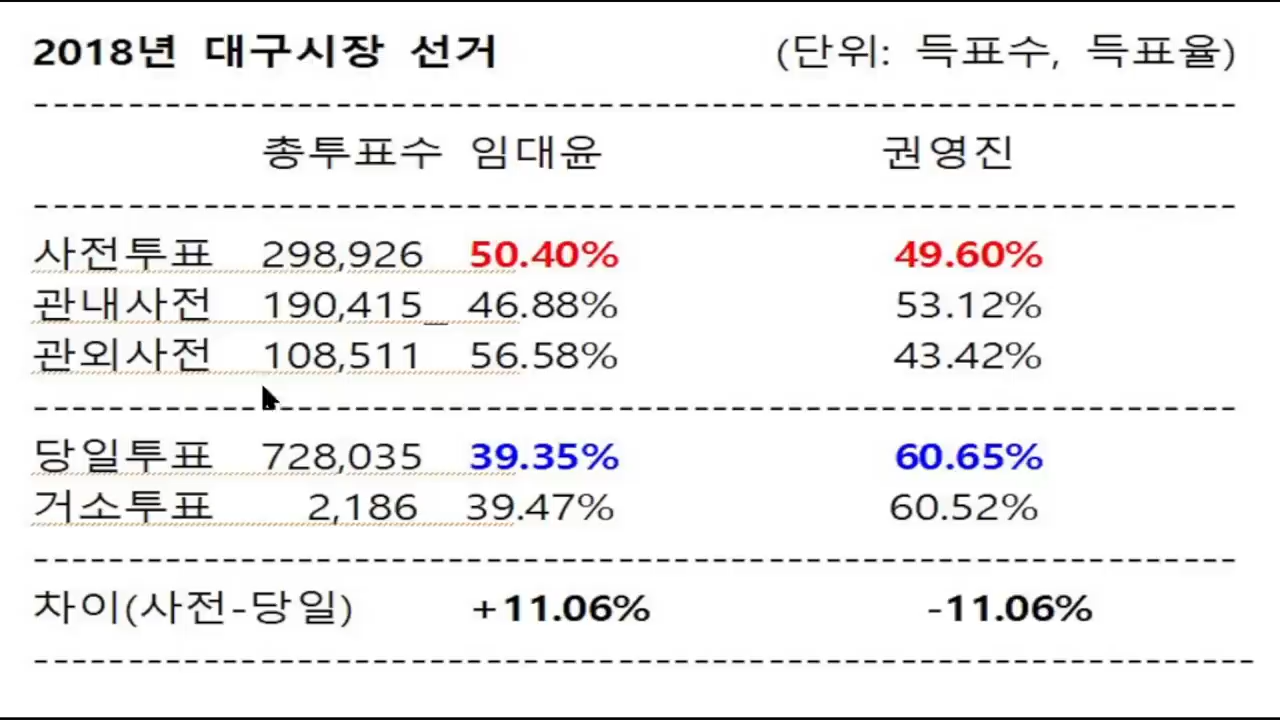 2018년 대구시장 선거 (단위: 득표수, 득표율)
총투표수 임대윤 권영진
사전투표 298,926 50.40% 49.60%
관내사전 190,415_ 46.88% 53.12%
관외사전 108,511 56.58% 43.42%
당일투표 728,035 39.35% 60.65%
거소투표 2,186 39.47% 60.52%
차이(사전-당일) +11.06% -11.06%